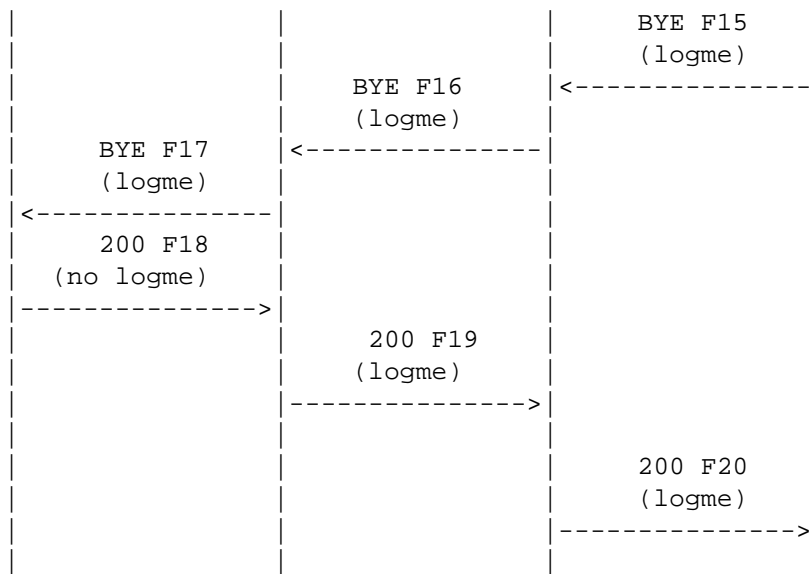 BYE F15
(logme)
BYE F16
(logme)
BYE F17
(logme)
200 F18
(no logme)
200 F19
(logme)
200 F20
(logme)